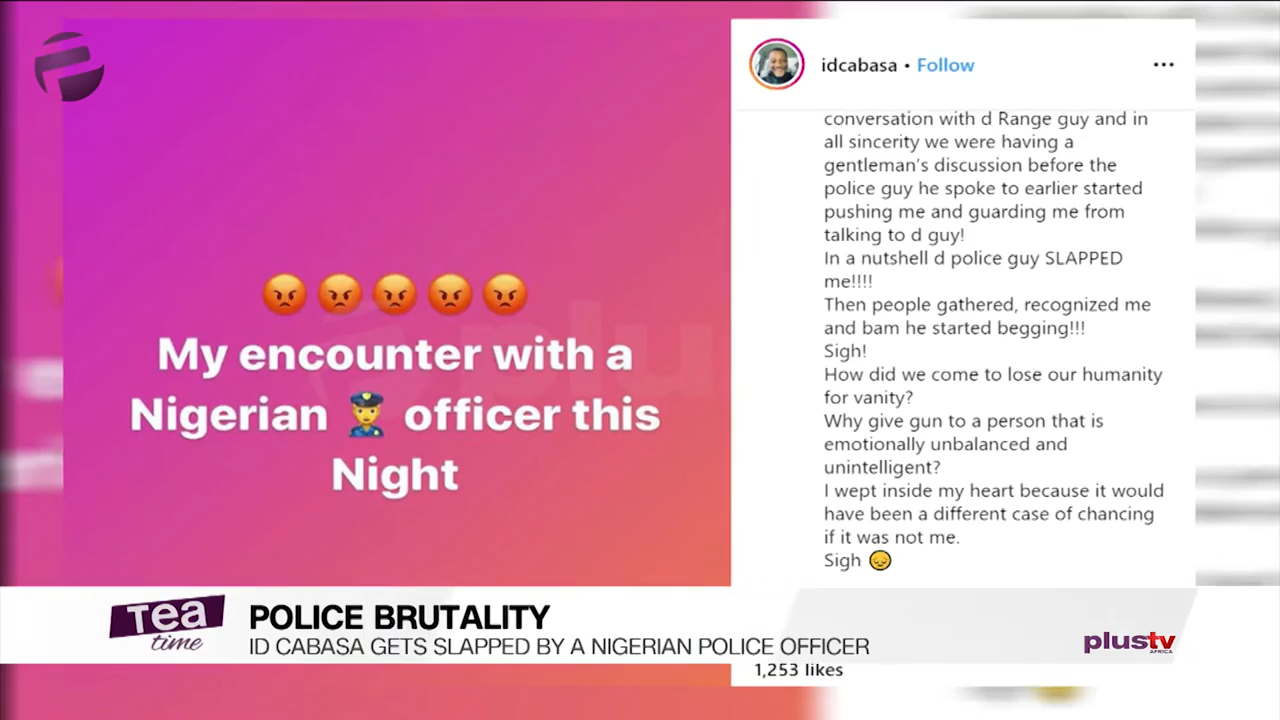 My encounter with a
Nigerian 👮 officer this
Night
idcabasa • Follow
conversation with d Range guy and in
all sincerity we were having a
gentleman's discussion before the
police guy he spoke to earlier started
pushing me and guarding me from
talking to d guy!
In a nutshell d police guy SLAPPED
me!!!!
Then people gathered, recognized me
and bam he started begging!!!
Sigh!
How did we come to lose our humanity
for vanity?
Why give gun to a person that is
emotionally unbalanced and
unintelligent?
I wept inside my heart because it would
have been a different case of chancing
if it was not me.
Sigh 😔
1,253 likes
Tea
time
POLICE BRUTALITY
ID CABASA GETS SLAPPED BY A NIGERIAN POLICE OFFICER
plustv
AFRICA
plu